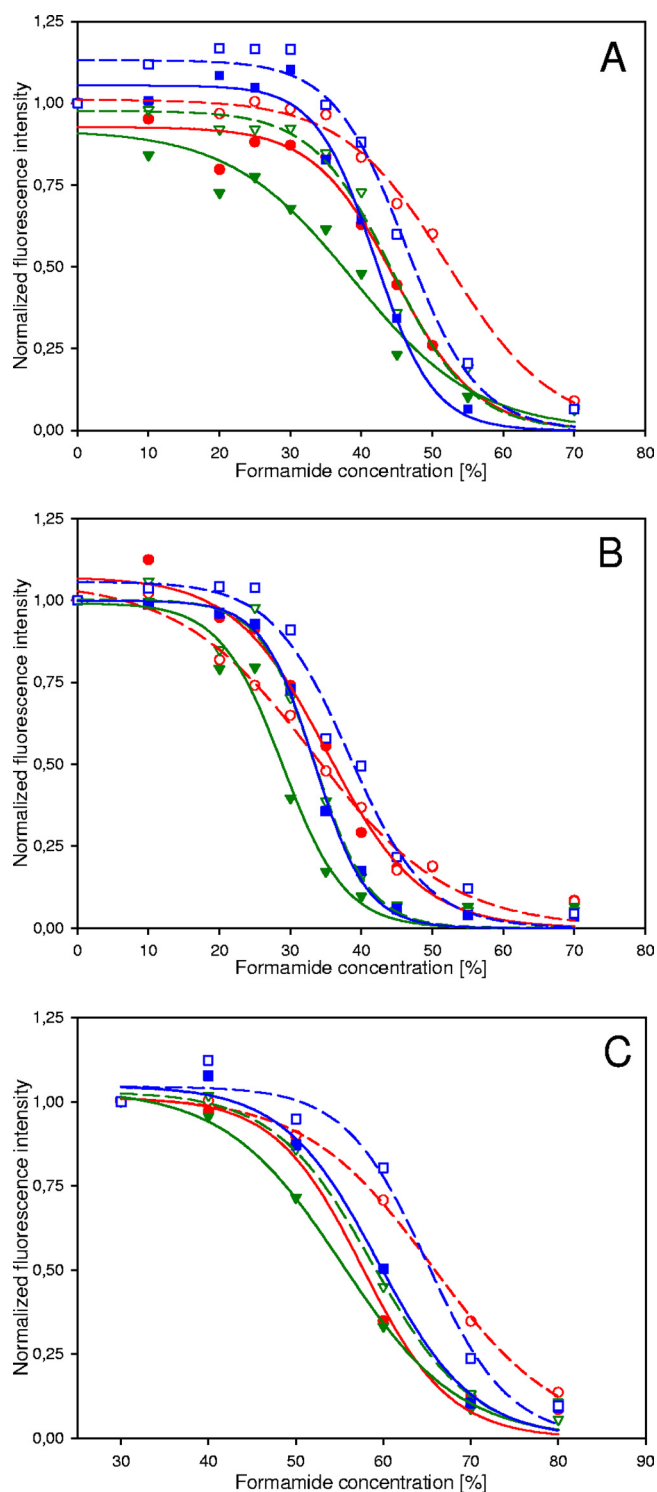 1,25
A
1,00
0,75
0,50
0,25
0,00
Normalized fluorescence intensity
0 10 20 30 40 50 60 70 80
Formamide concentration [%]
1,25
B
1,00
0,75
0,50
0,25
0,00
Normalized fluorescence intensity
0 10 20 30 40 50 60 70 80
Formamide concentration [%]
1,25
C
1,00
0,75
0,50
0,25
0,00
Normalized fluorescence intensity
30 40 50 60 70 80 90
Formamide concentration [%]